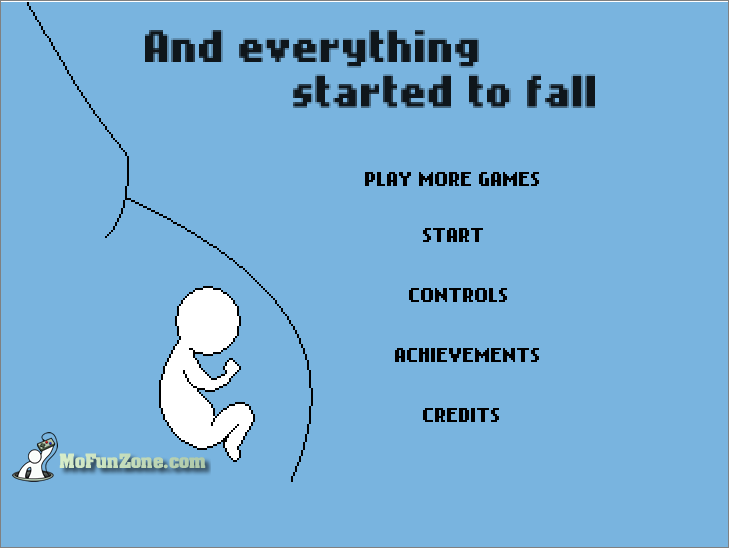 And everything
started to fall
PLAY MORE GAMES
START
CONTROLS
ACHIEVEMENTS
CREDITS
MoFunZone.com